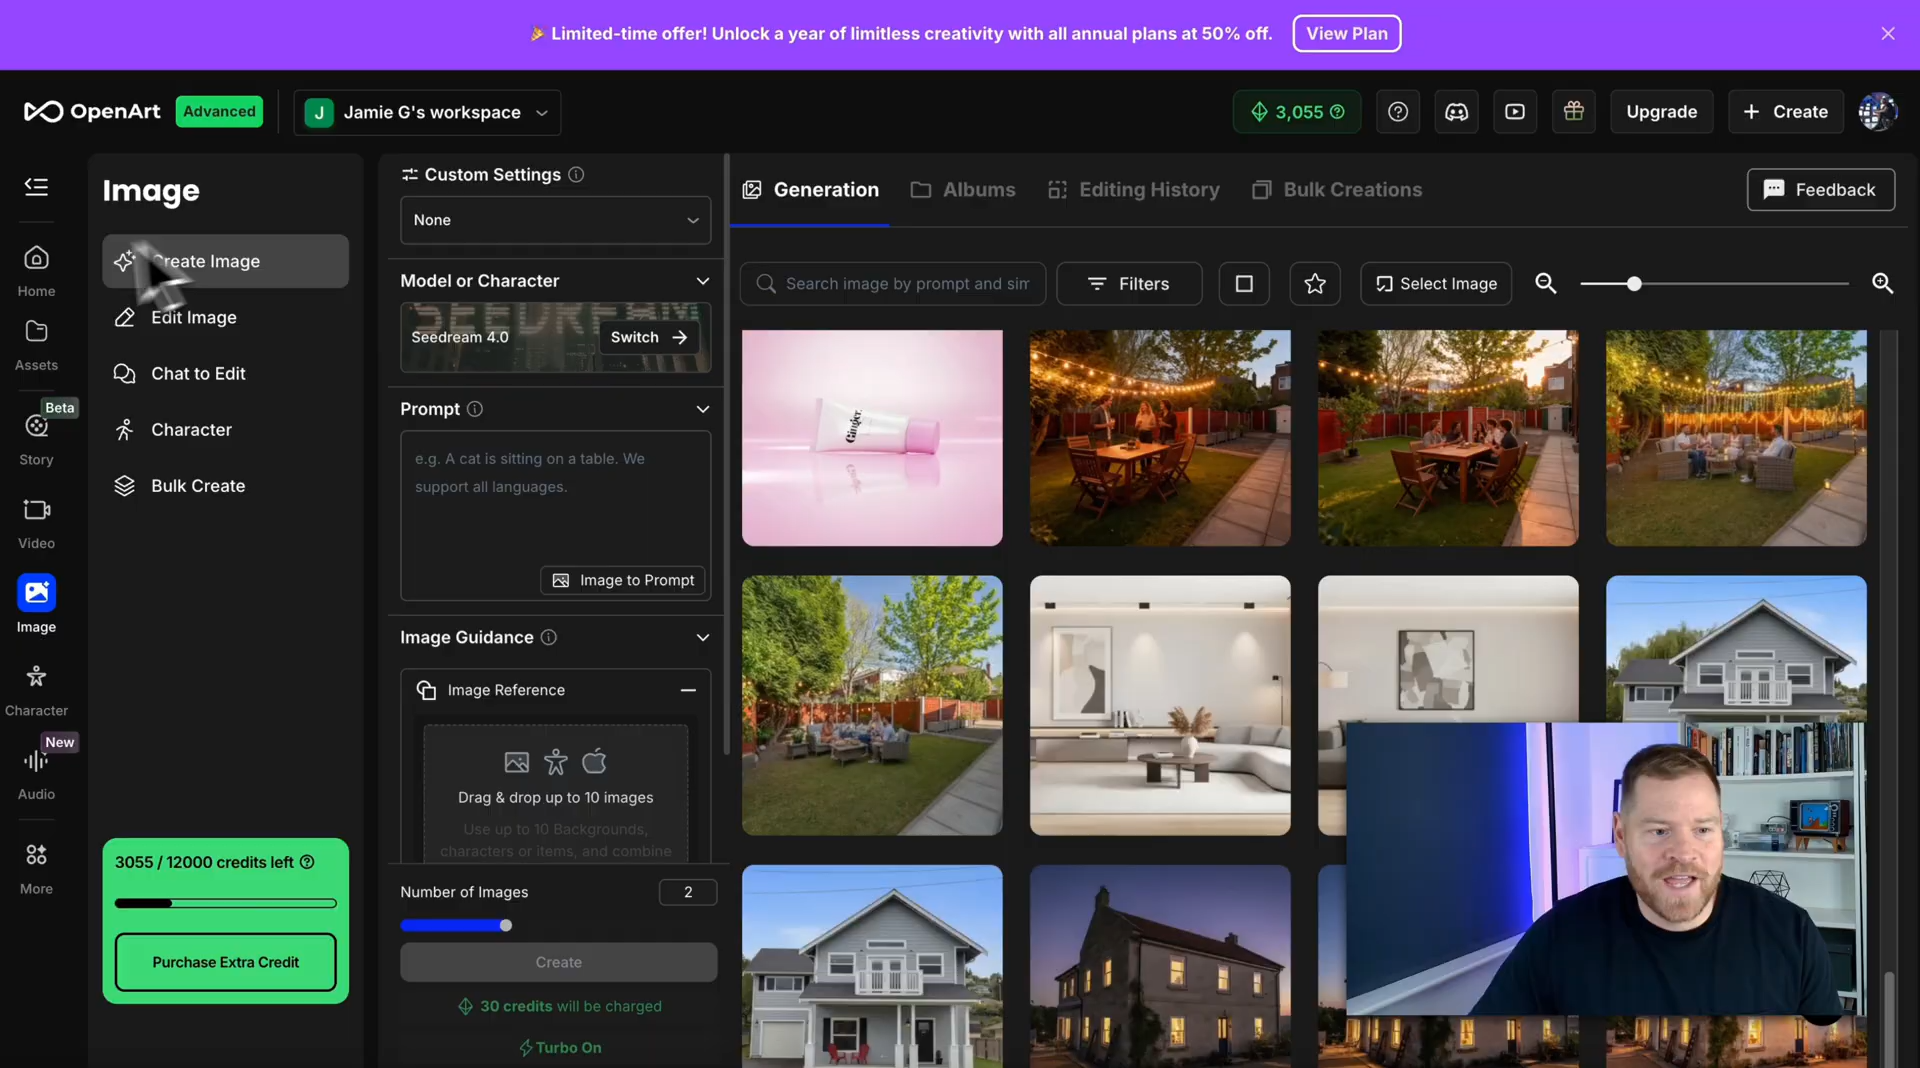 Limited-time offer! Unlock a year of limitless creativity with all annual plans at 50% off.
View Plan
OpenArt
Advanced
J
Jamie G's workspace
3,055
Upgrade
+ Create
Image
Create Image
Edit Image
Chat to Edit
Character
Bulk Create
Home
Assets
Beta
Story
Video
Image
Character
New
Audio
More
3055 / 12000 credits left
Purchase Extra Credit
Custom Settings
None
Model or Character
SEEDREAM
Seedream 4.0
Switch
Prompt
e.g. A cat is sitting on a table. We
support all languages.
Image to Prompt
Image Guidance
Image Reference
Drag & drop up to 10 images
Use up to 10 Backgrounds,
characters or items, and combine
Number of Images
2
Create
30 credits will be charged
Turbo On
Generation
Albums
Editing History
Bulk Creations
Feedback
Search image by prompt and sim
Filters
Select Image
Ginger.